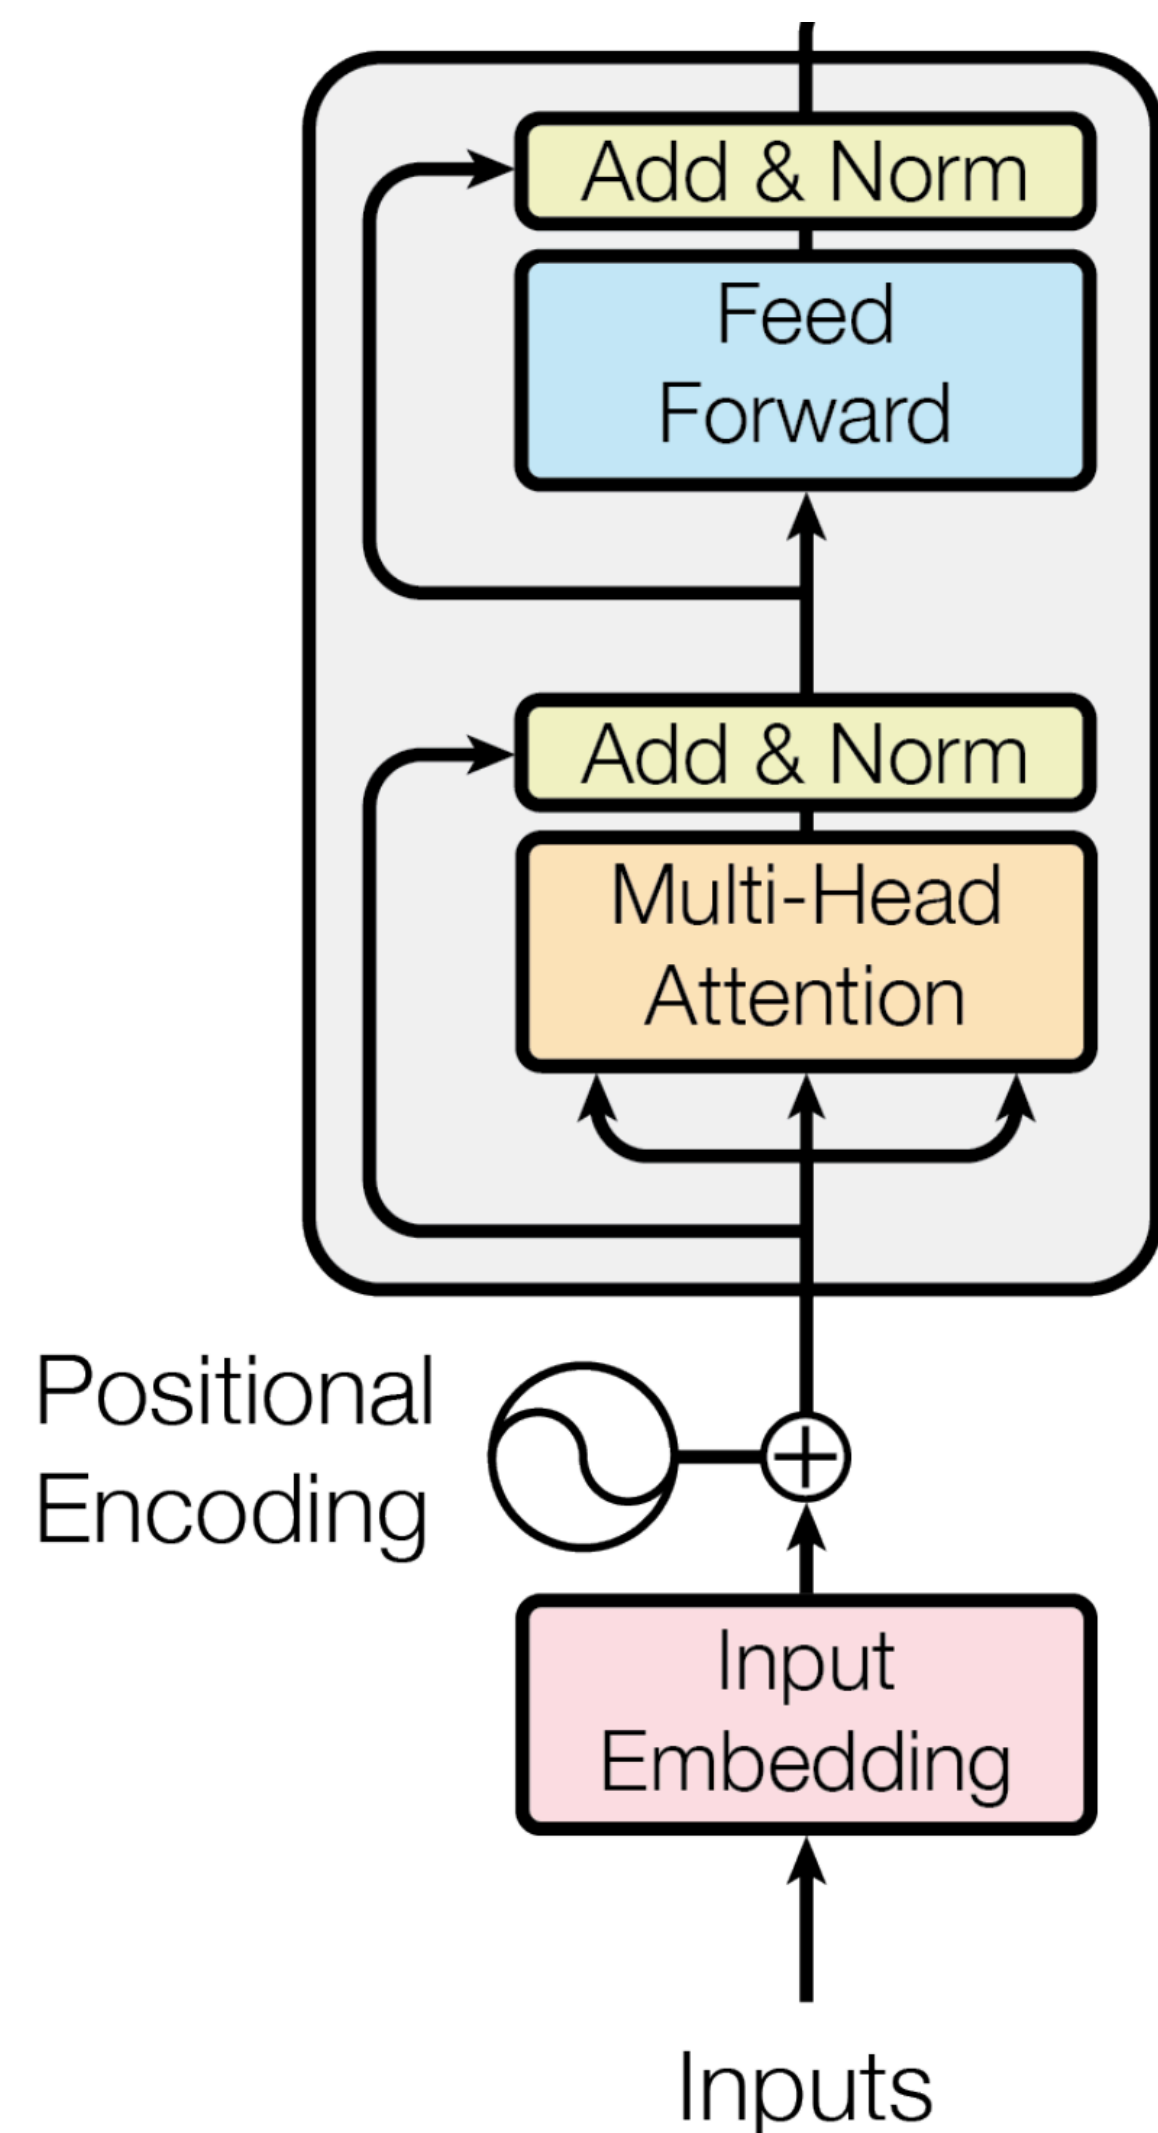 Add & Norm
Feed
Forward
Add & Norm
Multi-Head
Attention
Positional
Encoding
Input
Embedding
Inputs